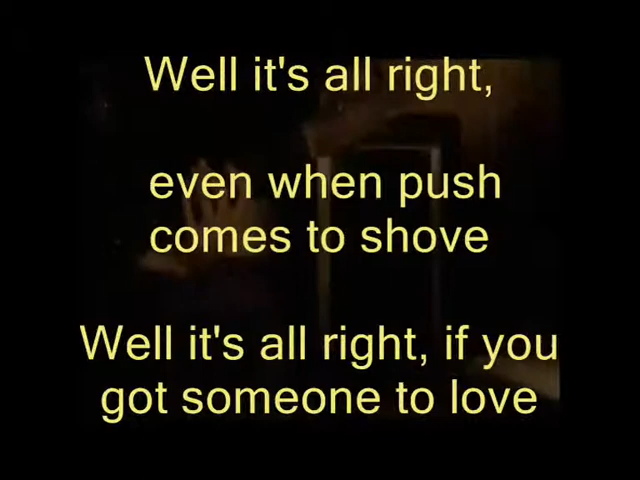 Well it's all right,
even when push
comes to shove
Well it's all right, if you
got someone to love